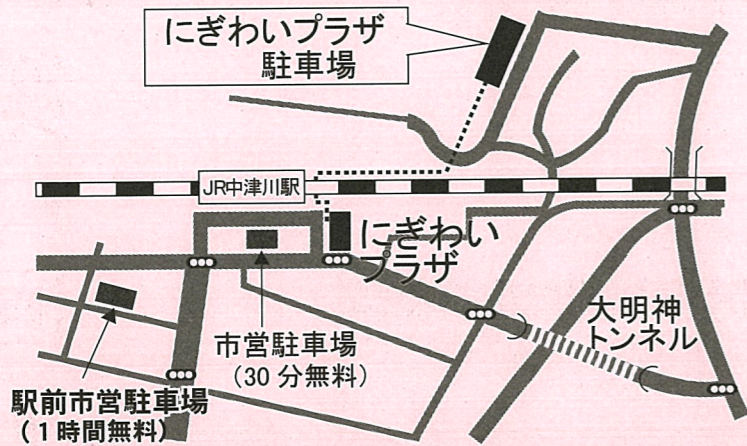 にぎわいプラザ
駐車場
JR中津川駅
にぎわい
プラザ
大明神
トンネル
市営駐車場
（30分無料）
駅前市営駐車場
（1時間無料）